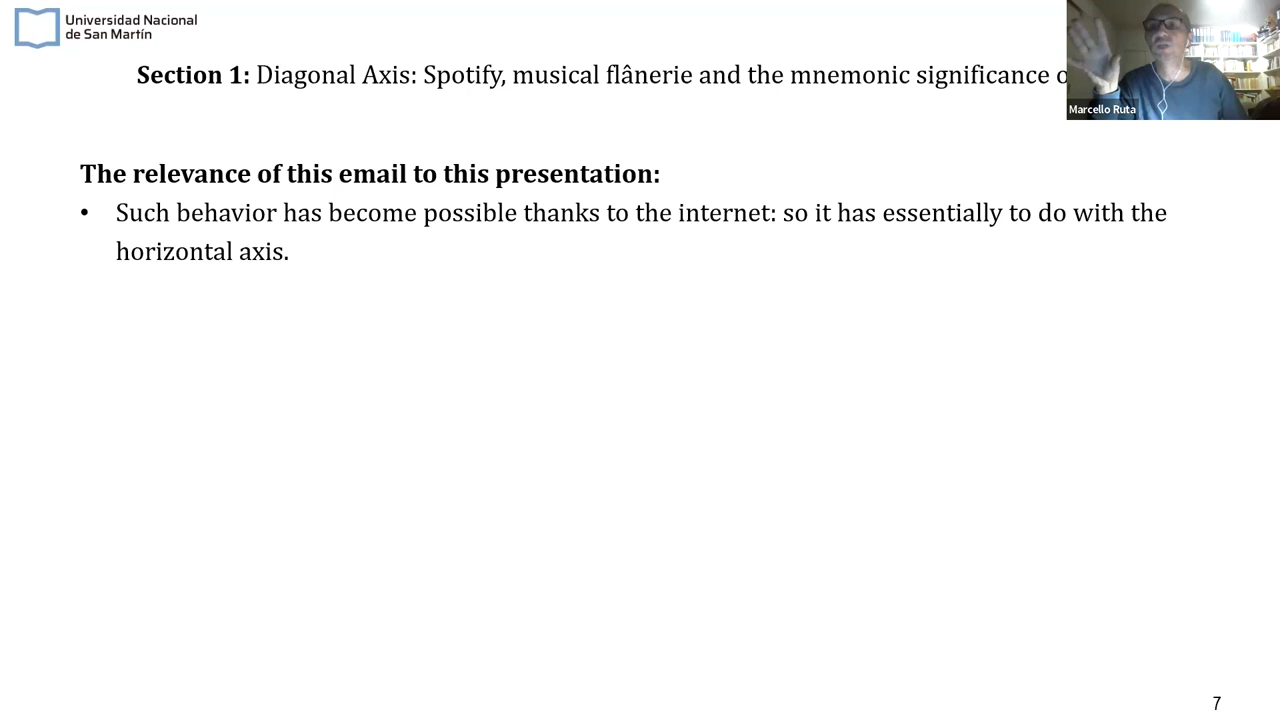 Universidad Nacional
de San Martín
Section 1: Diagonal Axis: Spotify, musical flânerie and the mnemonic significance
Marcello Ruta
The relevance of this email to this presentation:
• Such behavior has become possible thanks to the internet: so it has essentially to do with the
horizontal axis.
7